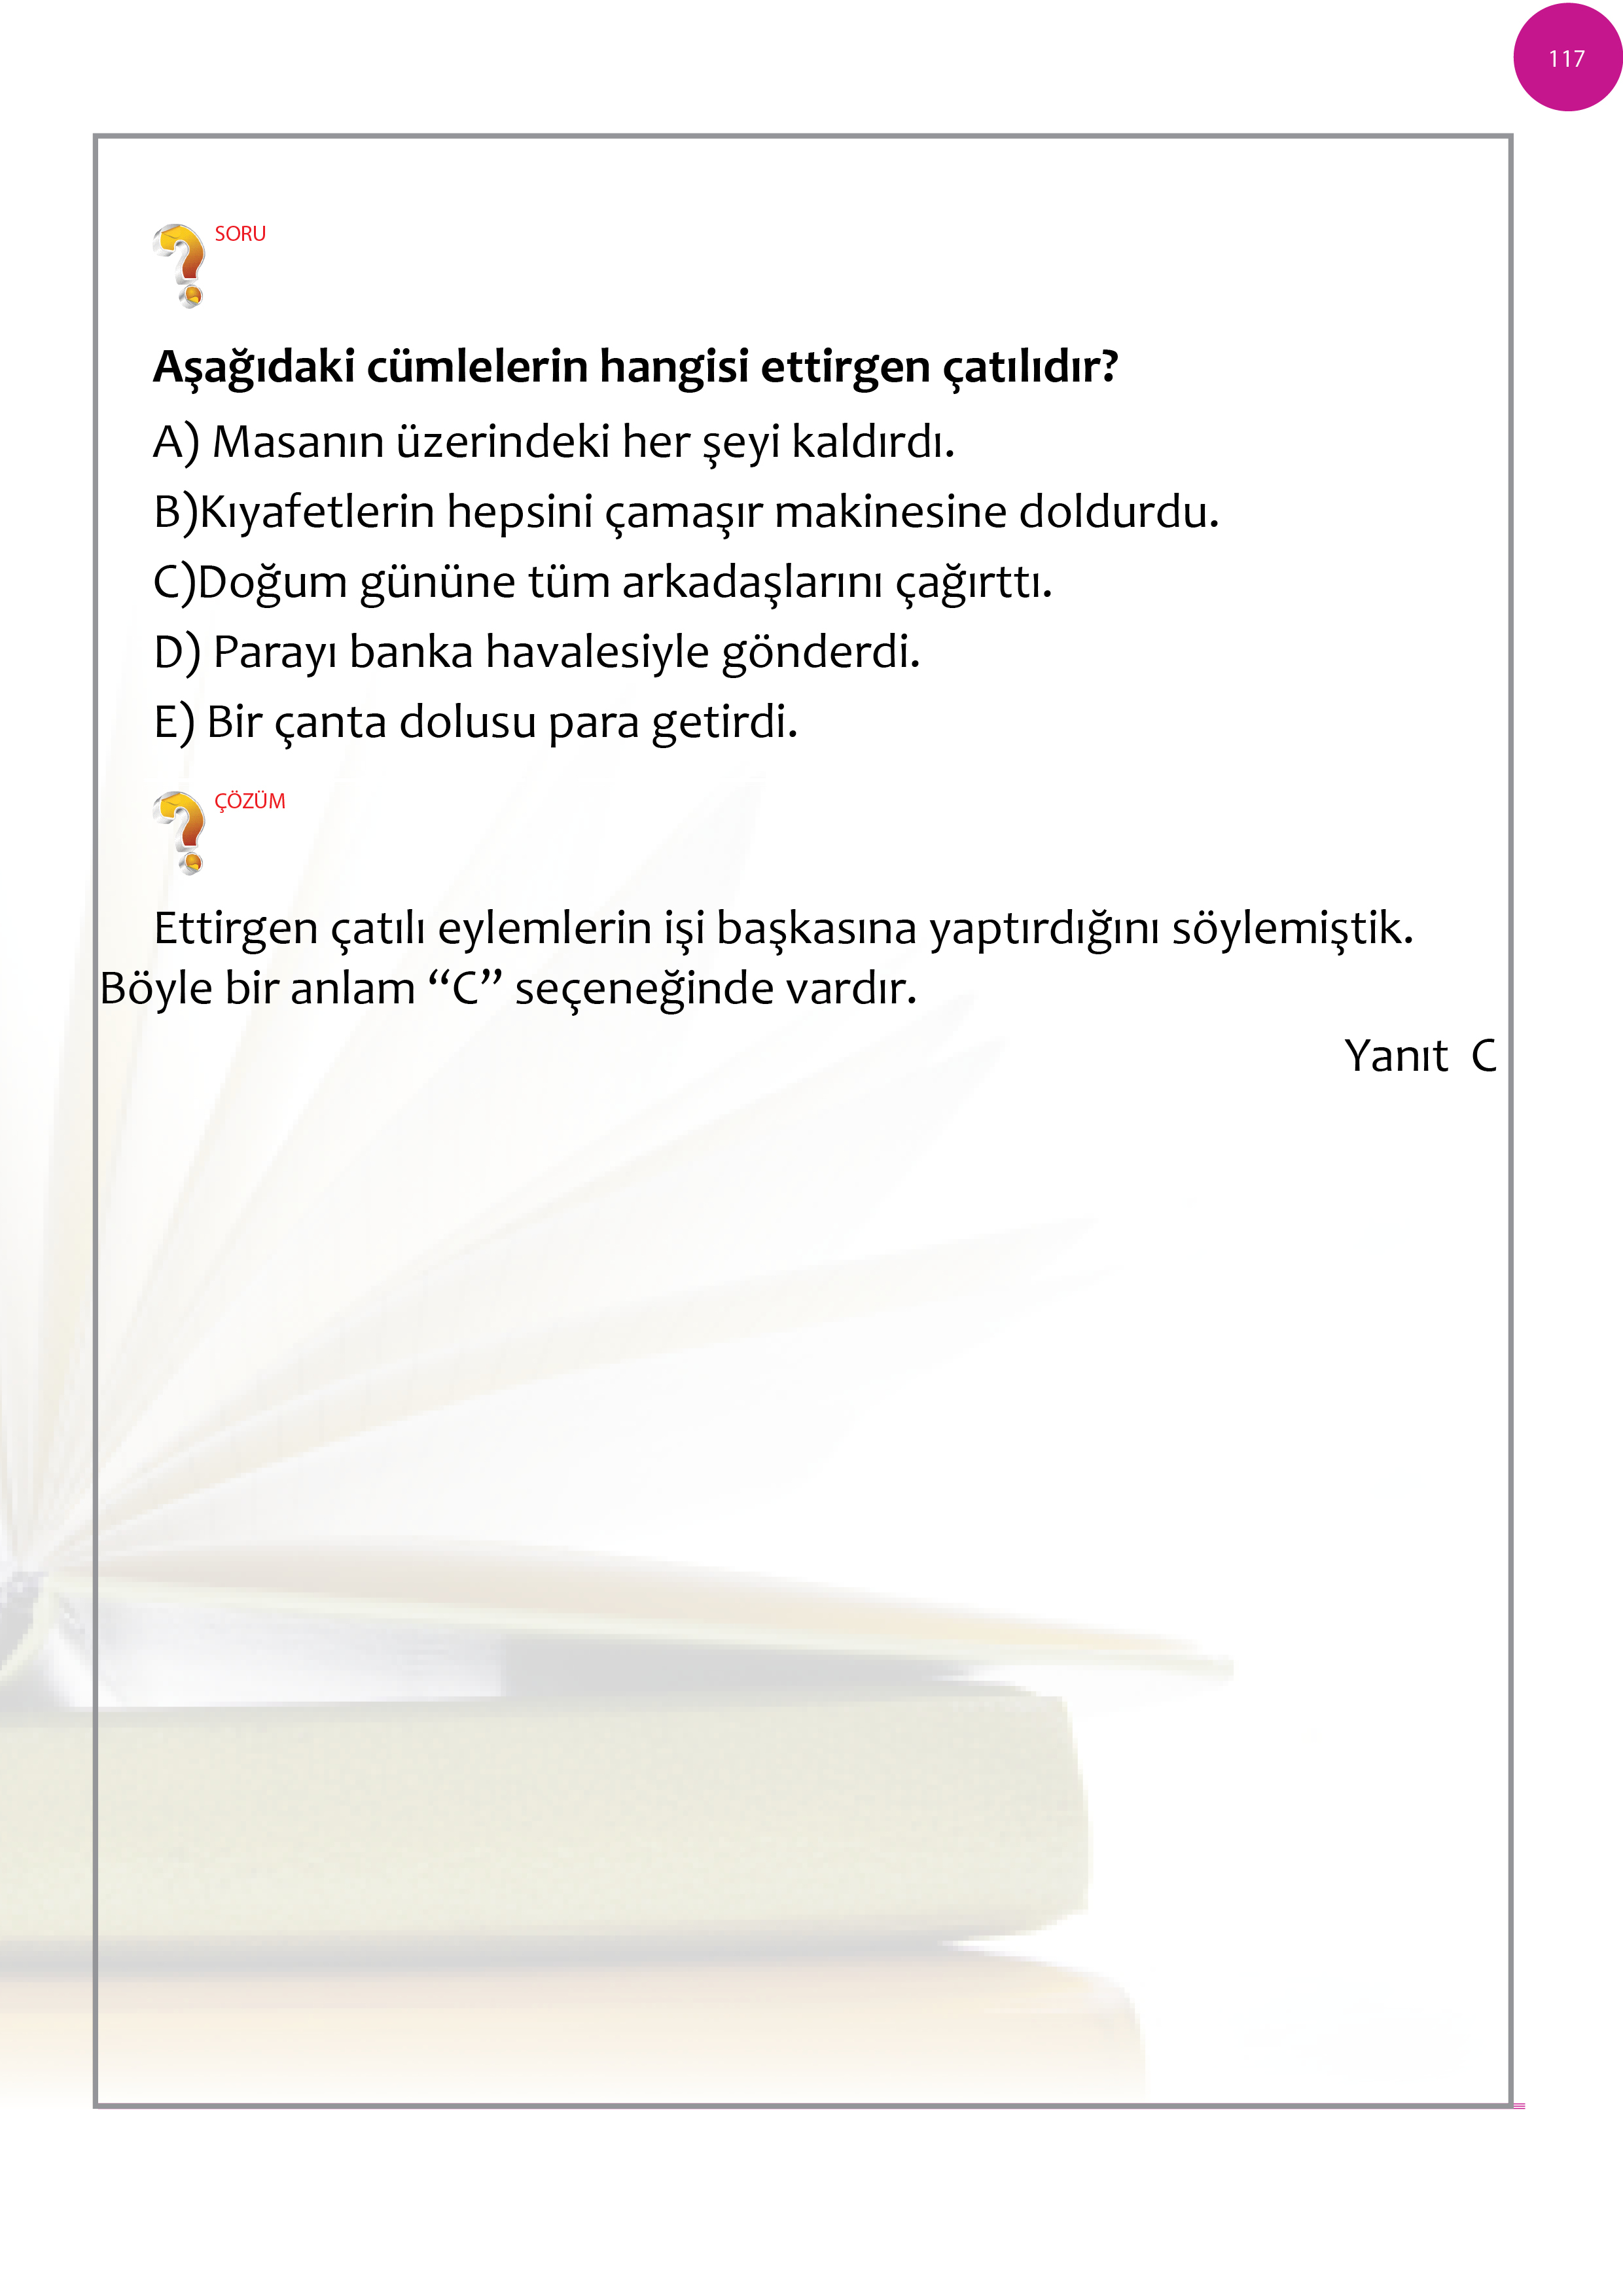 117
SORU
Aşağıdaki cümlelerin hangisi ettirgen çatılıdır?
A) Masanın üzerindeki her şeyi kaldırdı.
B)Kıyafetlerin hepsini çamaşır makinesine doldurdu.
C)Doğum gününe tüm arkadaşlarını çağırttı.
D) Parayı banka havalesiyle gönderdi.
E) Bir çanta dolusu para getirdi.
ÇÖZÜM
Ettirgen çatılı eylemlerin işi başkasına yaptırdığını söylemiştik.
Böyle bir anlam “C” seçeneğinde vardır.
Yanıt C